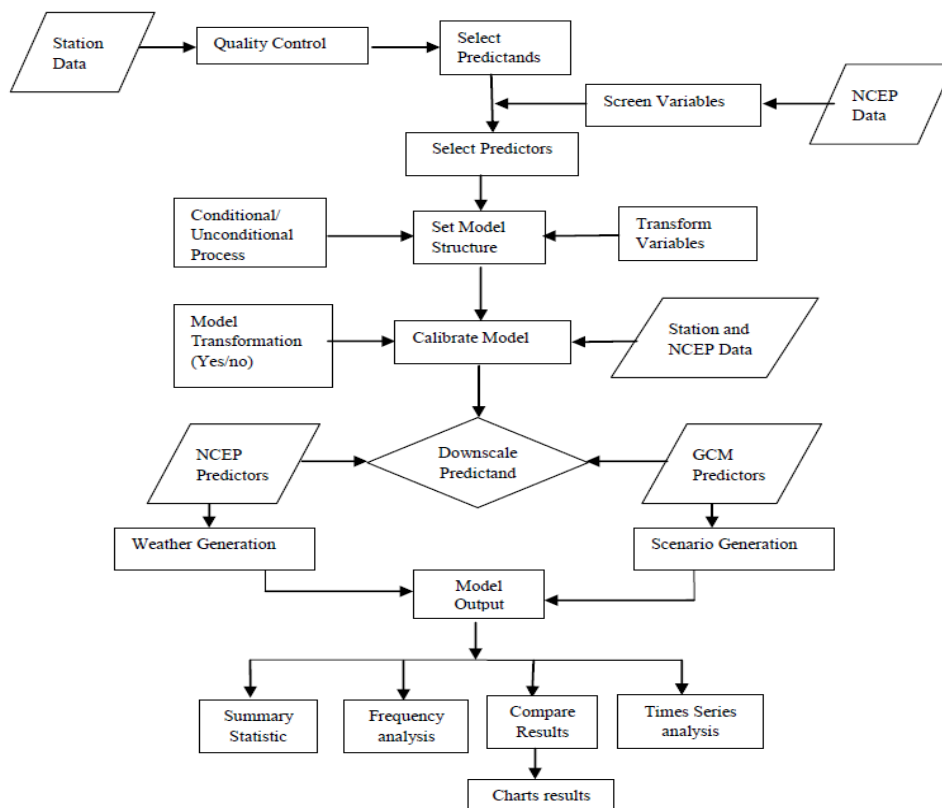 Station
Data
Quality Control
Select
Predictands
Screen Variables
NCEP
Data
Select Predictors
Conditional/
Unconditional
Process
Set Model
Structure
Transform
Variables
Model
Transformation
(Yes/no)
Calibrate Model
Station and
NCEP Data
NCEP
Predictors
Downscale
Predictand
GCM
Predictors
Weather Generation
Scenario Generation
Model
Output
Summary
Statistic
Frequency
analysis
Compare
Results
Times Series
analysis
Charts results